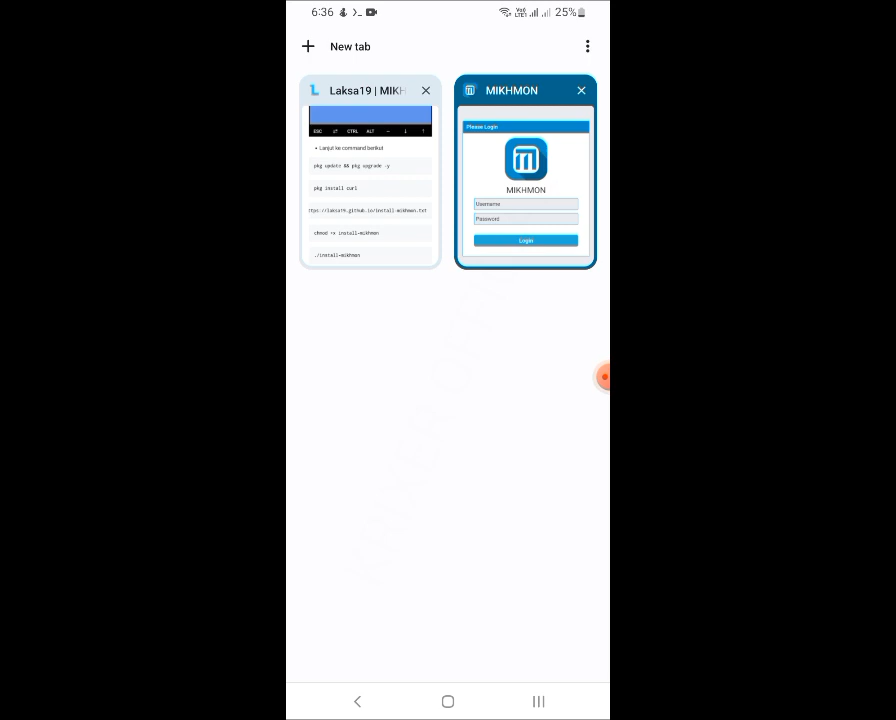 6:36
25%
New tab
Laksa19 | MIKH
ESC CTRL ALT
Lanjut ke command berikut
pkg update && pkg upgrade -y
pkg install curl
ttps://laksa19.github.io/install-mikhmon.txt
chmod +x install-mikhmon
./install-mikhmon
MIKHMON
Please Login
MIKHMON
Username
Password
Login